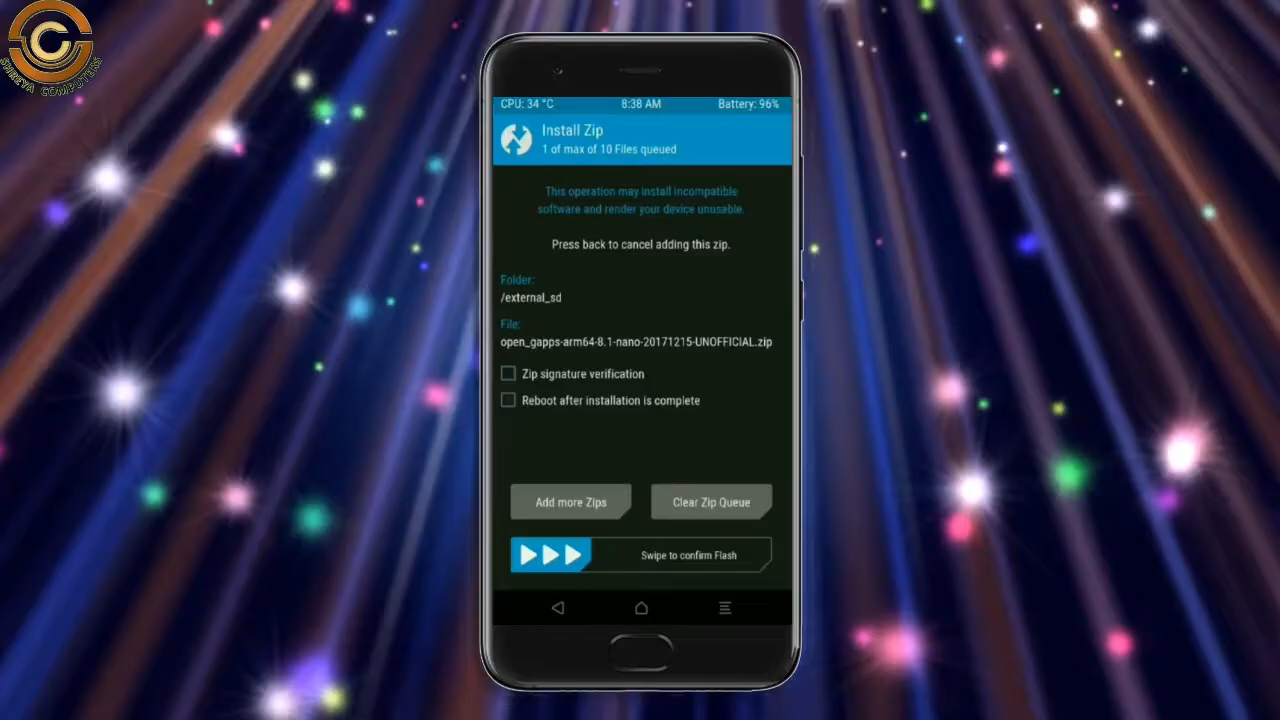 C
SHREYA COMPUTERS
CPU: 34 °C 8:38 AM Battery: 96%
Install Zip
1 of max of 10 Files queued
This operation may install incompatible
software and render your device unusable.
Press back to cancel adding this zip.
Folder:
/external_sd
File:
open_gapps-arm64-8.1-nano-20171215-UNOFFICIAL.zip
Zip signature verification
Reboot after installation is complete
Add more Zips Clear Zip Queue
Swipe to confirm Flash